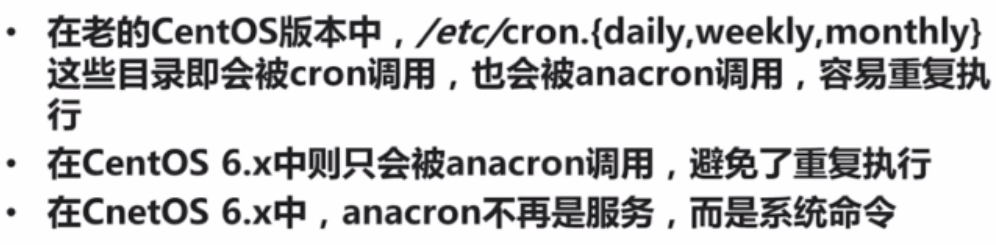 • 在老的CentOS版本中，/etc/cron.{daily,weekly,monthly}
这些目录即会被cron调用，也会被anacron调用，容易重复执
行
• 在CentOS 6.x中则只会被anacron调用，避免了重复执行
• 在CnetOS 6.x中，anacron不再是服务，而是系统命令